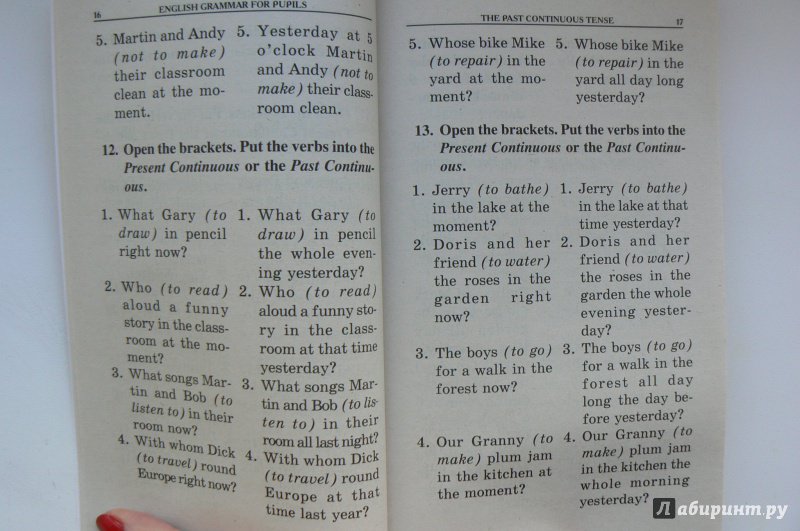 16
ENGLISH GRAMMAR FOR PUPILS
5. Martin and Andy
(not to make)
their classroom
clean at the mo-
ment.
5. Yesterday at 5
o'clock Martin
and Andy (not to
make) their class-
room clean.
12. Open the brackets. Put the verbs into the
Present Continuous or the Past Continu-
ous.
1. What Gary (to
draw) in pencil
right now?
1. What Gary (to
draw) in pencil
the whole even-
ing yesterday?
2. Who (to read)
aloud a funny
story in the class-
room at the mo-
ment?
2. Who (to read)
aloud a funny sto-
ry in the class-
room at that time
yesterday?
3. What songs Mar-
tin and Bob (to
listen to) in their
room now?
3. What songs Mar-
tin and Bob (to lis-
ten to) in their
room all last night?
4. With whom Dick
(to travel) round
Europe right now?
4. With whom Dick
(to travel) round
Europe at that
time last year?
THE PAST CONTINUOUS TENSE
17
5. Whose bike Mike
(to repair) in the
yard at the mo-
ment?
5. Whose bike Mike
(to repair) in the
yard all day long
yesterday?
13. Open the brackets. Put the verbs into the
Present Continuous or the Past Continu-
ous.
1. Jerry (to bathe)
in the lake at the
moment?
1. Jerry (to bathe)
in the lake at that
time yesterday?
2. Doris and her
friend (to water)
the roses in the
garden right
now?
2. Doris and her
friend (to water)
the roses in the
garden the whole
evening yester-
day?
3. The boys (to go)
for a walk in the
forest now?
3. The boys (to go)
for a walk in the
forest all day
long the day be-
fore yesterday?
4. Our Granny (to
make) plum jam
in the kitchen at
the moment?
4. Our Granny (to
make) plum jam
in the kitchen the
whole morning
yesterday?
Лабиринт.ру